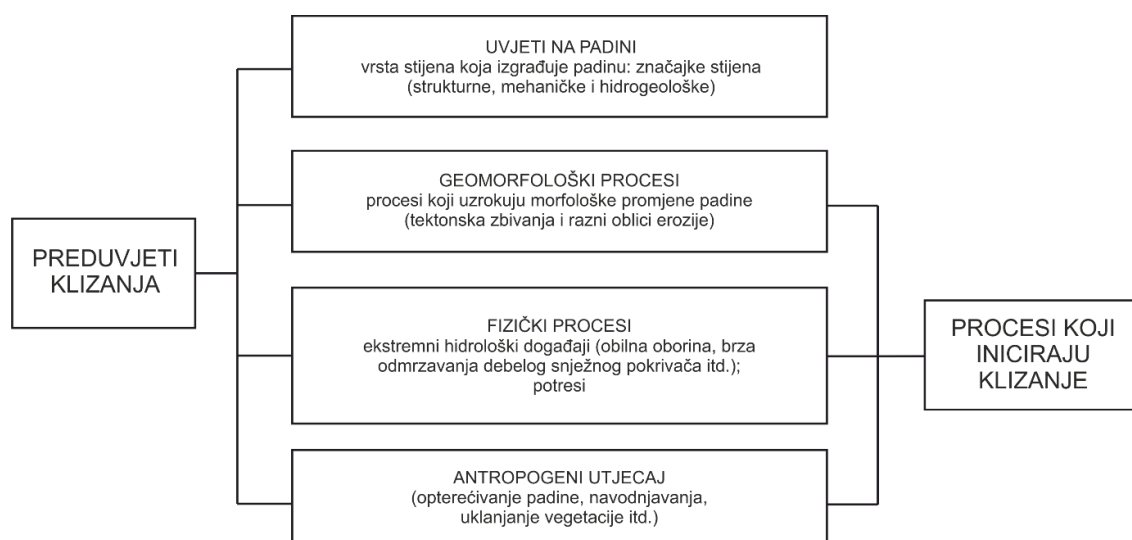 UVJETI NA PADINI
vrsta stijena koja izgrađuje padinu: značajke stijena
(strukturne, mehaničke i hidrogeološke)
GEOMORFOLOŠKI PROCESI
procesi koji uzrokuju morfološke promjene padine
(tektonska zbivanja i razni oblici erozije)
PREDUVJETI
KLIZANJA
FIZIČKI PROCESI
ekstremni hidrološki događaji (obilna oborina, brza
odmrzavanja debelog snježnog pokrivača itd.);
potresi
PROCESI KOJI
INICIRAJU
KLIZANJE
ANTROPOGENI UTJECAJ
(opterećivanje padine, navodnjavanja,
uklanjanje vegetacije itd.)